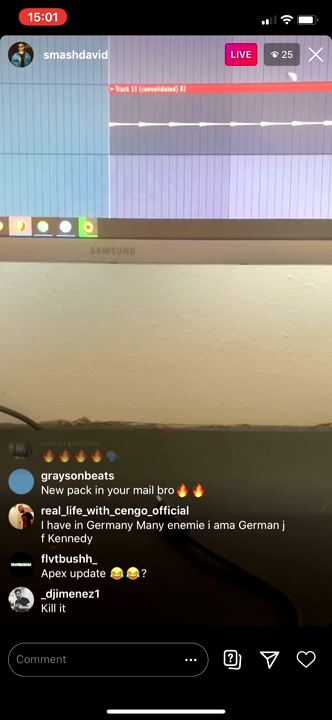 15:01
smashdavid
LIVE
25
Track 15 (consolidated) #2
SAMSUNG
graysonbeats
New pack in your mail bro 🔥🔥
real_life_with_cengo_official
I have in Germany Many enemie i ama German j
f Kennedy
flvtbushh_
Apex update 😂😂?
_djimenez1
Kill it
Comment